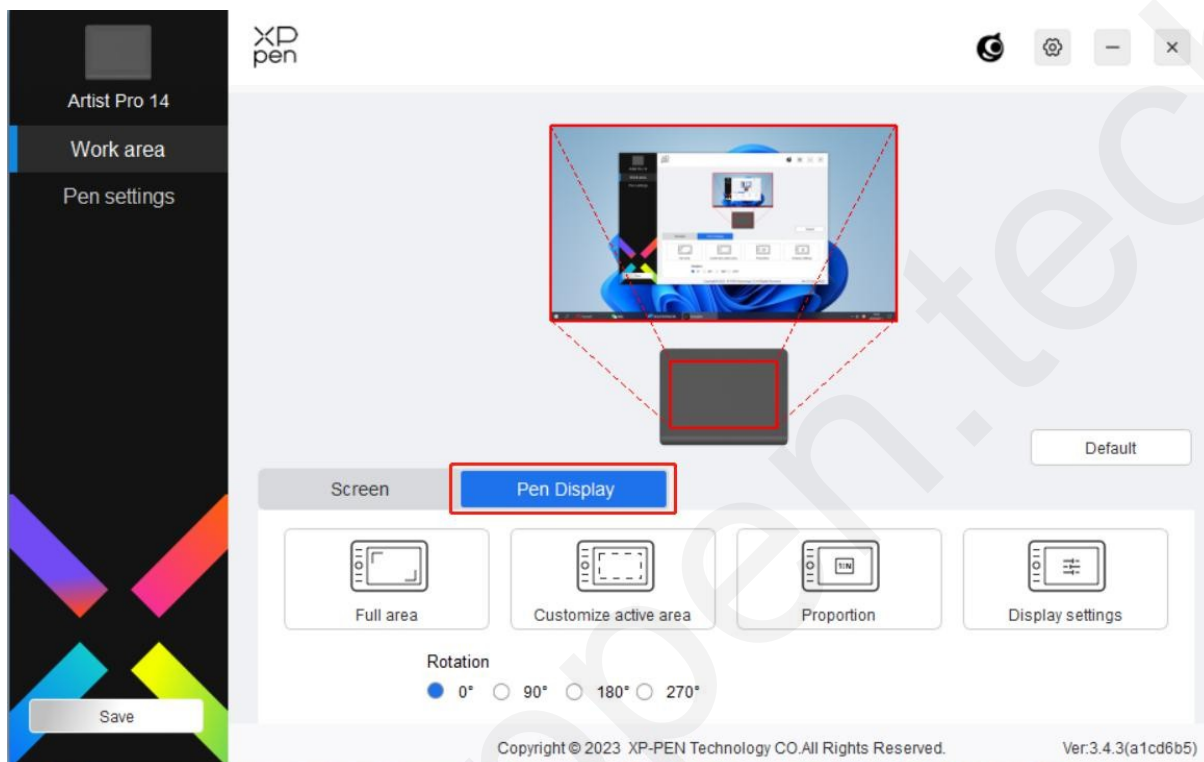 XP
pen
Artist Pro 14
Work area
Pen settings
Default
Screen
Pen Display
1:N
Full area
Customize active area
Proportion
Display settings
Rotation
0°
90°
180°
270°
Save
Copyright © 2023 XP-PEN Technology CO.All Rights Reserved.
Ver:3.4.3(a1cd6b5)